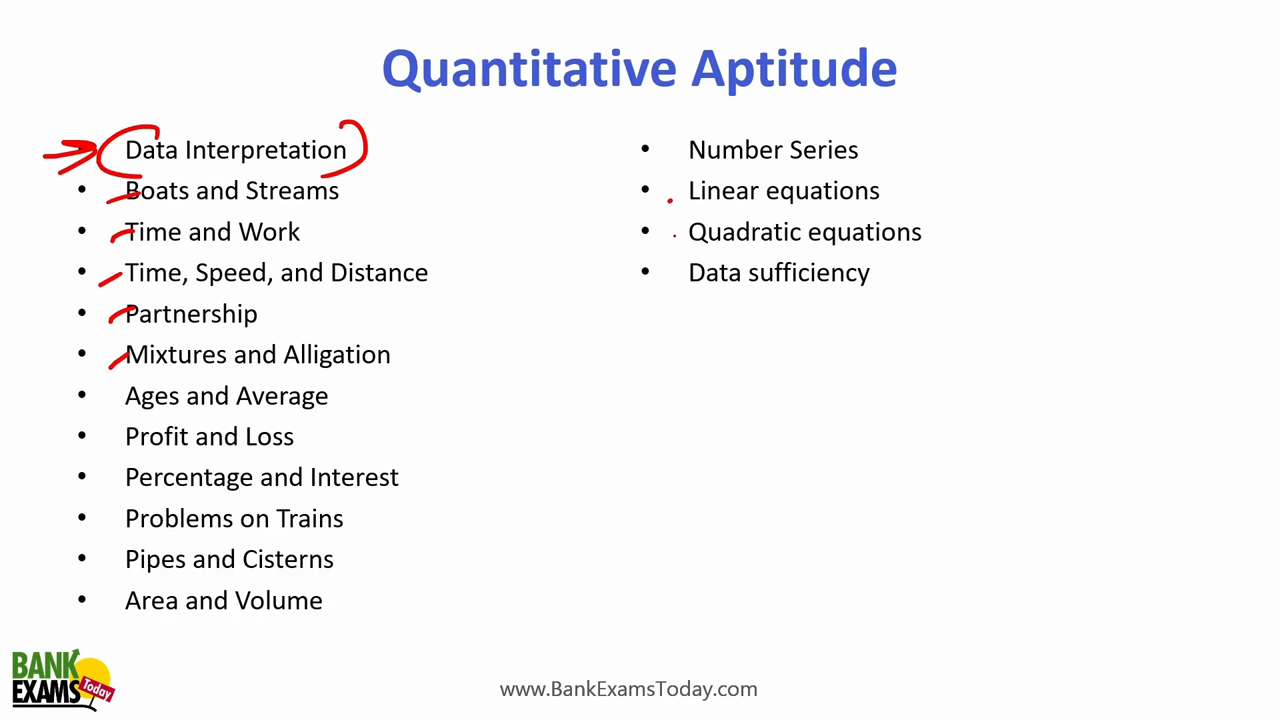 Quantitative Aptitude
Data Interpretation
• Boats and Streams
• Time and Work
• Time, Speed, and Distance
• Partnership
• Mixtures and Alligation
• Ages and Average
• Profit and Loss
• Percentage and Interest
• Problems on Trains
• Pipes and Cisterns
• Area and Volume
• Number Series
• Linear equations
• Quadratic equations
• Data sufficiency
BANK
EXAMS
Today
www.BankExamsToday.com